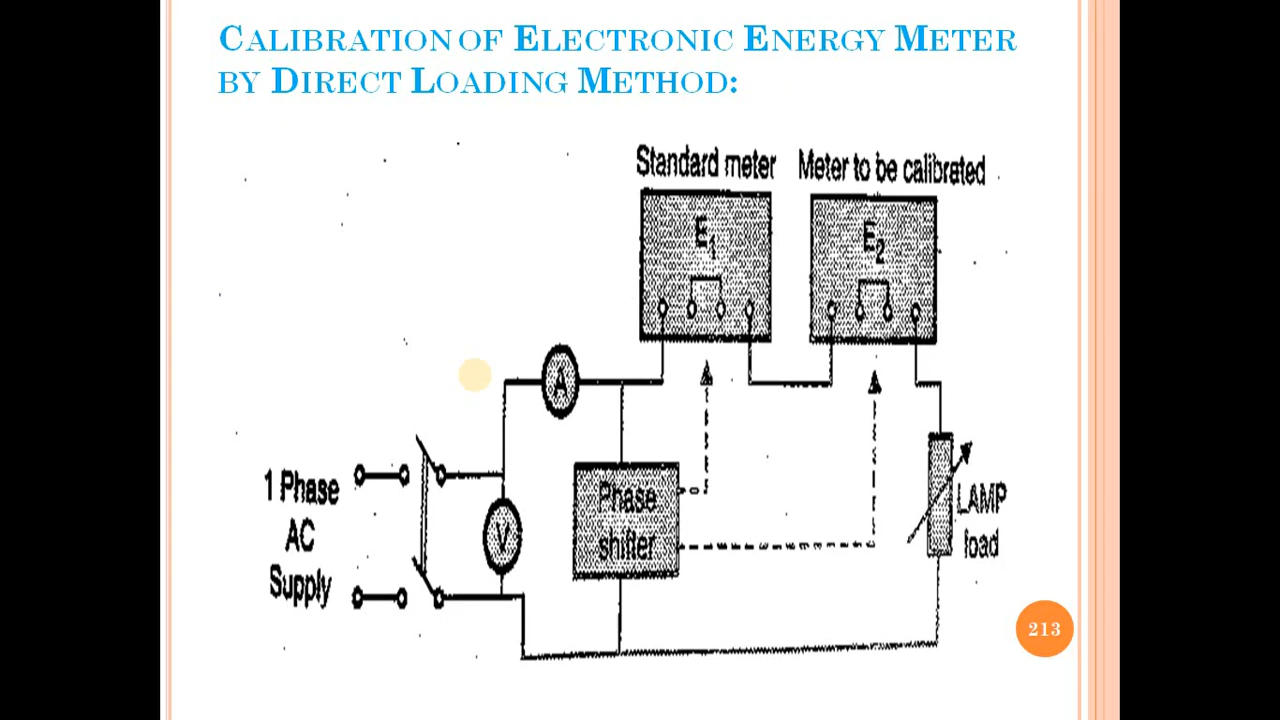 CALIBRATION OF ELECTRONIC ENERGY METER
BY DIRECT LOADING METHOD:
Standard meter
Meter to be calibrated
E1
E2
A
1 Phase
AC
Supply
V
Phase
shifter
LAMP
load
213